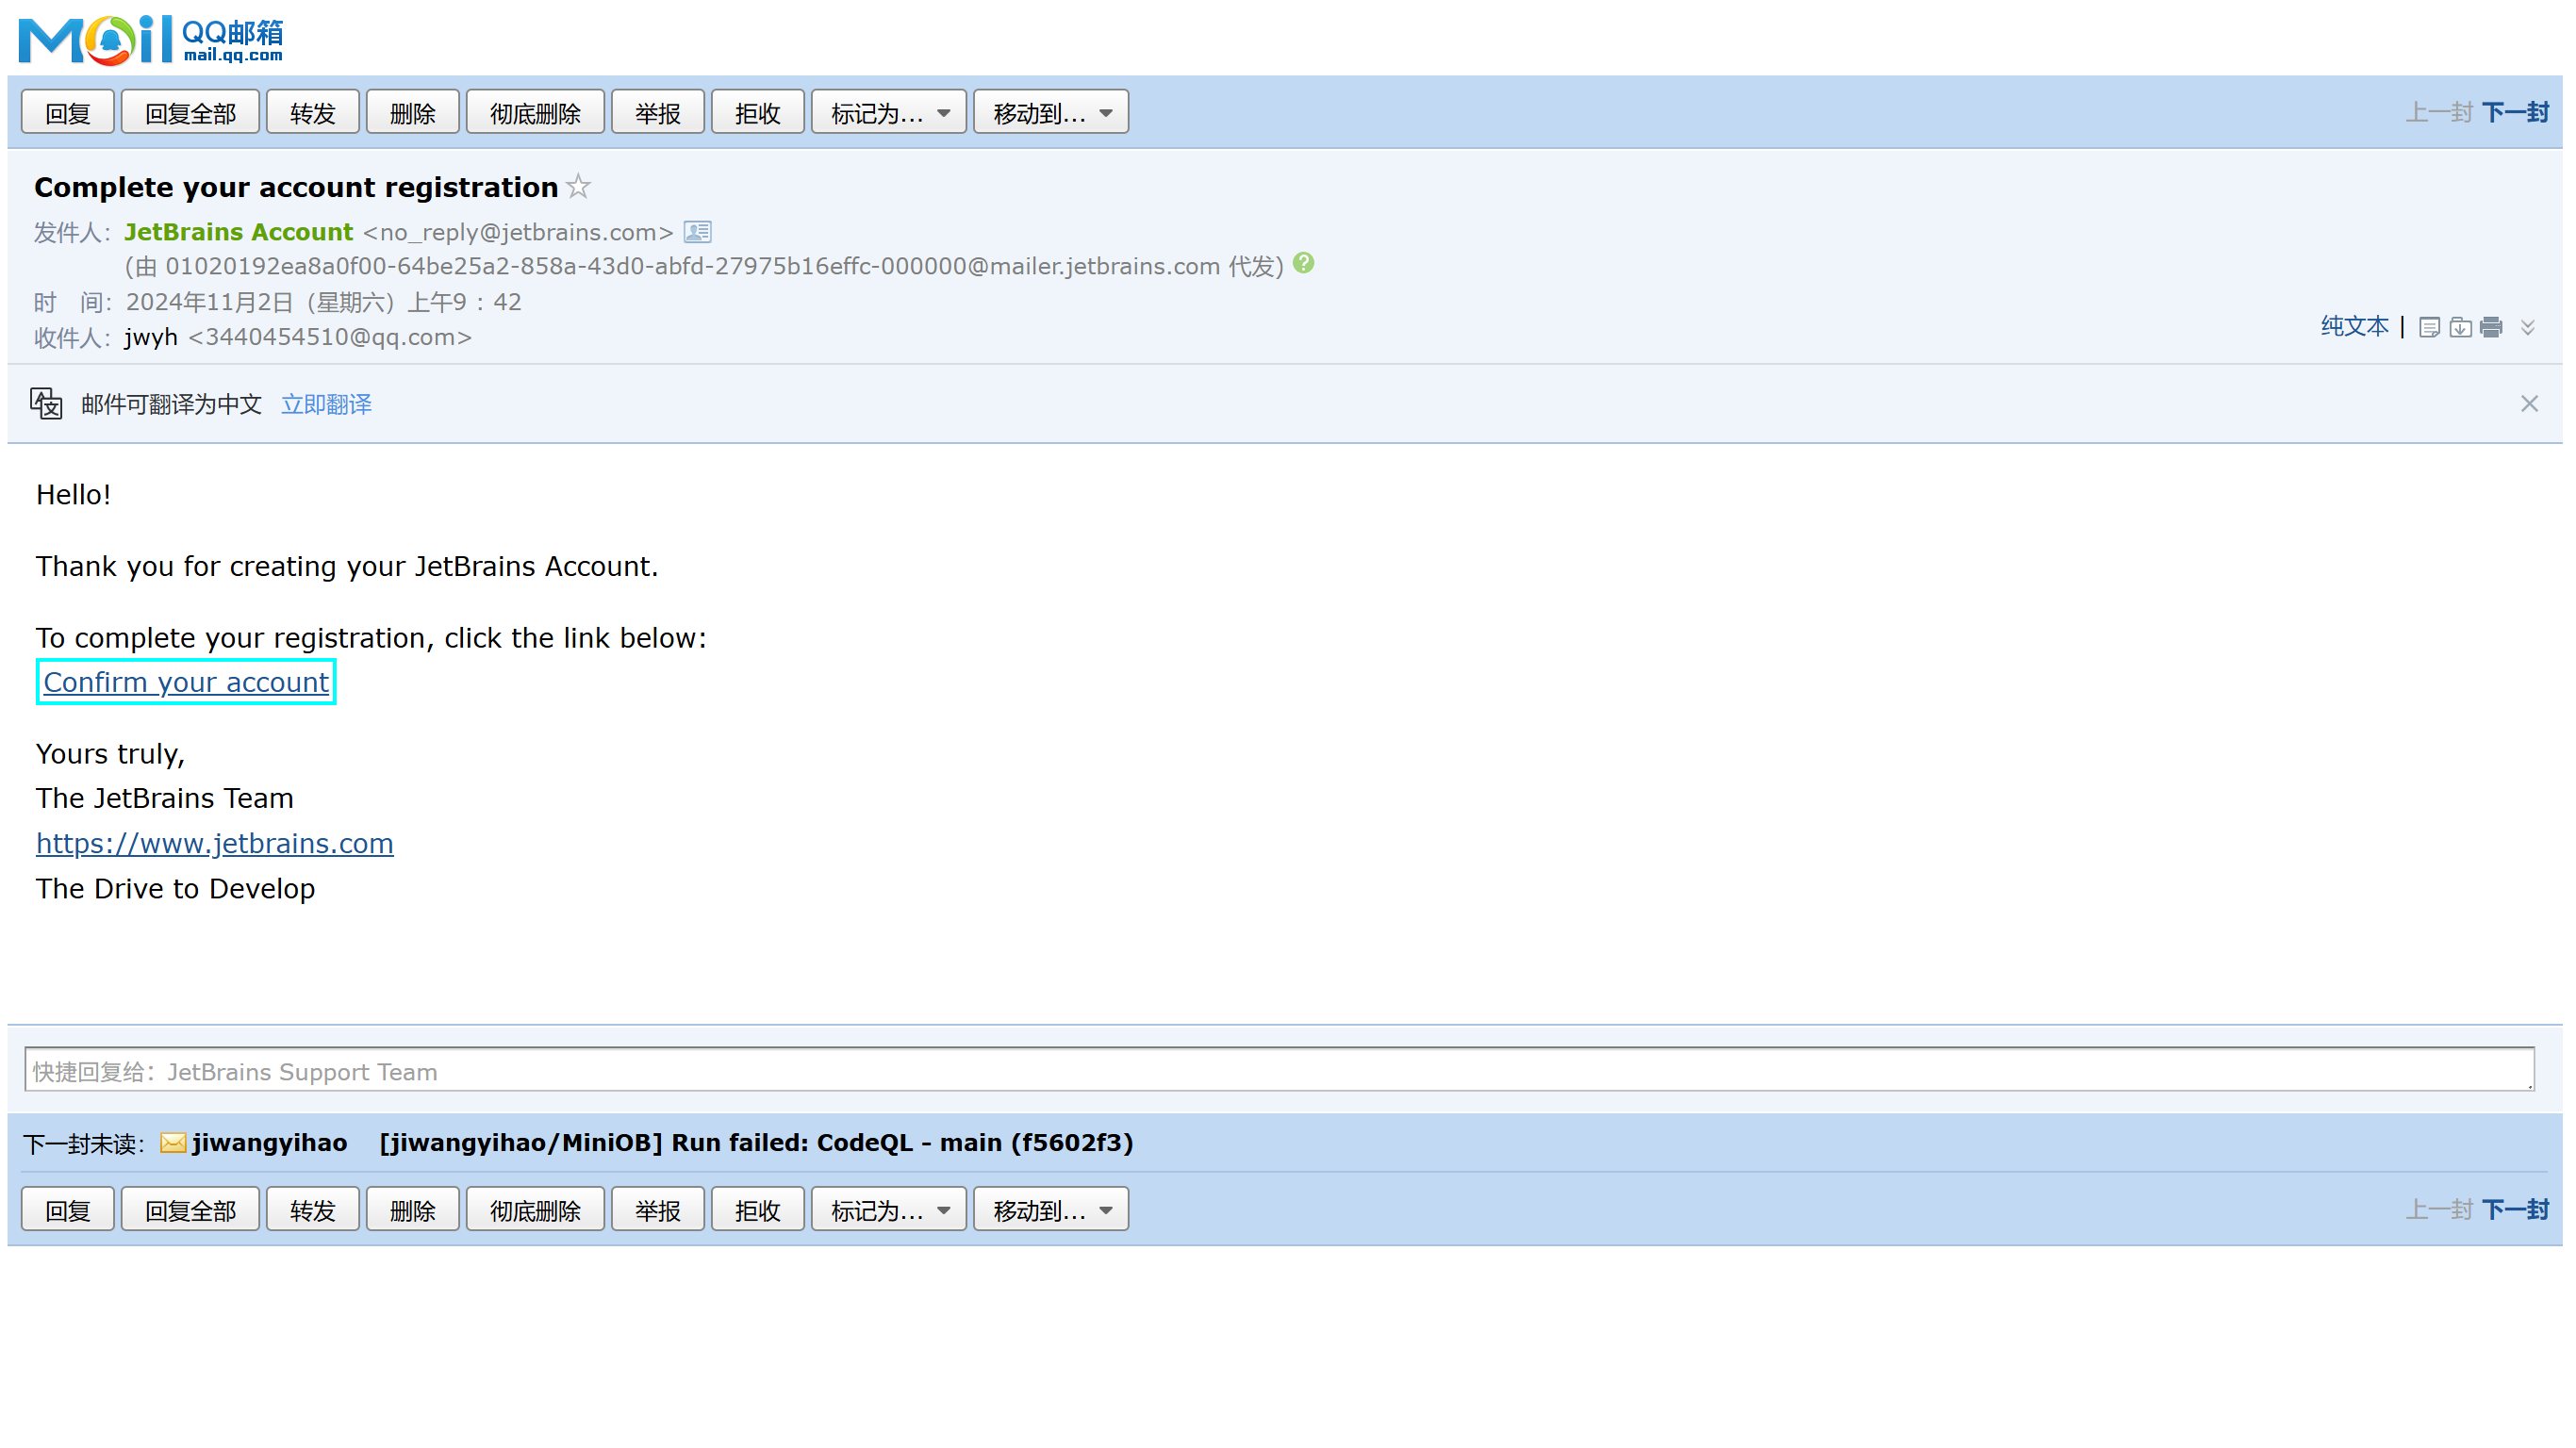 Mail QQ邮箱
mail.qq.com
回复 回复全部 转发 删除 彻底删除 举报 拒收 标记为... 移动到... 上一封 下一封
Complete your account registration
发件人： JetBrains Account <no_reply@jetbrains.com>
(由 01020192ea8a0f00-64be25a2-858a-43d0-abfd-27975b16effc-000000@mailer.jetbrains.com 代发)
时 间： 2024年11月2日（星期六）上午9：42
收件人： jwyh <3440454510@qq.com>
纯文本 |
邮件可翻译为中文 立即翻译
Hello!
Thank you for creating your JetBrains Account.
To complete your registration, click the link below:
Confirm your account
Yours truly,
The JetBrains Team
https://www.jetbrains.com
The Drive to Develop
快捷回复给：JetBrains Support Team
下一封未读： jiwangyihao [jiwangyihao/MiniOB] Run failed: CodeQL - main (f5602f3)
回复 回复全部 转发 删除 彻底删除 举报 拒收 标记为... 移动到... 上一封 下一封